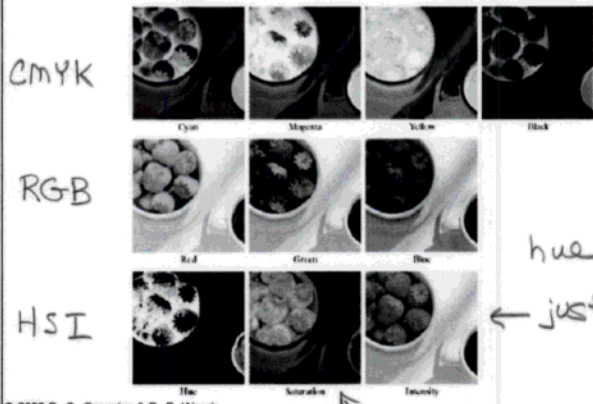 CMYK
Cyan Magenta Yellow Black
RGB
Red Green Blue
hue
HSI
← just
Hue Saturation Intensity